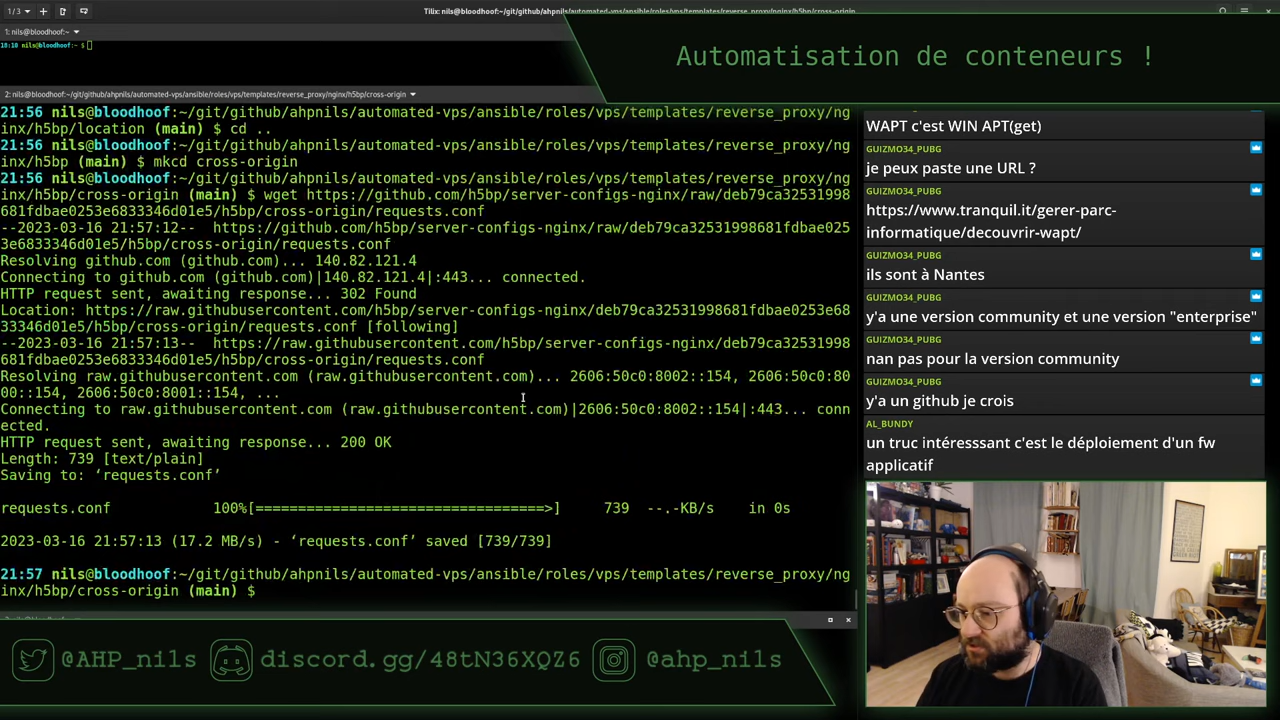 1/3
Tilix: nils@bloodhoof:~/git/github/ahpnils/automated-vps/ansible/roles/vps/templates/reverse_proxy/nginx/h5bp/cross-origin
1: nils@bloodhoof:~
18:10 nils@bloodhoof:~ $
Automatisation de conteneurs !
2: nils@bloodhoof:~/git/github/ahpnils/automated-vps/ansible/roles/vps/templates/reverse_proxy/nginx/h5bp/cross-origin
21:56 nils@bloodhoof:~/git/github/ahpnils/automated-vps/ansible/roles/vps/templates/reverse_proxy/ng
inx/h5bp/location (main) $ cd ..
21:56 nils@bloodhoof:~/git/github/ahpnils/automated-vps/ansible/roles/vps/templates/reverse_proxy/ng
inx/h5bp (main) $ mkcd cross-origin
21:56 nils@bloodhoof:~/git/github/ahpnils/automated-vps/ansible/roles/vps/templates/reverse_proxy/ng
inx/h5bp/cross-origin (main) $ wget https://github.com/h5bp/server-configs-nginx/raw/deb79ca32531998
681fdbae0253e6833346d01e5/h5bp/cross-origin/requests.conf
--2023-03-16 21:57:12-- https://github.com/h5bp/server-configs-nginx/raw/deb79ca32531998681fdbae025
3e6833346d01e5/h5bp/cross-origin/requests.conf
Resolving github.com (github.com)... 140.82.121.4
Connecting to github.com (github.com)|140.82.121.4|:443... connected.
HTTP request sent, awaiting response... 302 Found
Location: https://raw.githubusercontent.com/h5bp/server-configs-nginx/deb79ca32531998681fdbae0253e68
33346d01e5/h5bp/cross-origin/requests.conf [following]
--2023-03-16 21:57:13-- https://raw.githubusercontent.com/h5bp/server-configs-nginx/deb79ca32531998
681fdbae0253e6833346d01e5/h5bp/cross-origin/requests.conf
Resolving raw.githubusercontent.com (raw.githubusercontent.com)... 2606:50c0:8002::154, 2606:50c0:80
00::154, 2606:50c0:8001::154, ...
Connecting to raw.githubusercontent.com (raw.githubusercontent.com)|2606:50c0:8002::154|:443... conn
ected.
HTTP request sent, awaiting response... 200 OK
Length: 739 [text/plain]
Saving to: ‘requests.conf’
requests.conf 100%[==================================>] 739 --.-KB/s in 0s
2023-03-16 21:57:13 (17.2 MB/s) - ‘requests.conf’ saved [739/739]
21:57 nils@bloodhoof:~/git/github/ahpnils/automated-vps/ansible/roles/vps/templates/reverse_proxy/ng
inx/h5bp/cross-origin (main) $
WAPT c'est WIN APT(get)
GUIZMO34_PUBG
je peux paste une URL ?
GUIZMO34_PUBG
https://www.tranquil.it/gerer-parc-
informatique/decouvrir-wapt/
GUIZMO34_PUBG
ils sont à Nantes
GUIZMO34_PUBG
y'a une version community et une version "enterprise"
GUIZMO34_PUBG
nan pas pour la version community
GUIZMO34_PUBG
y'a un github je crois
AL_BUNDY
un truc intéresssant c'est le déploiement d'un fw
applicatif
@AHP_nils
discord.gg/48tN36XQZ6
@ahp_nils